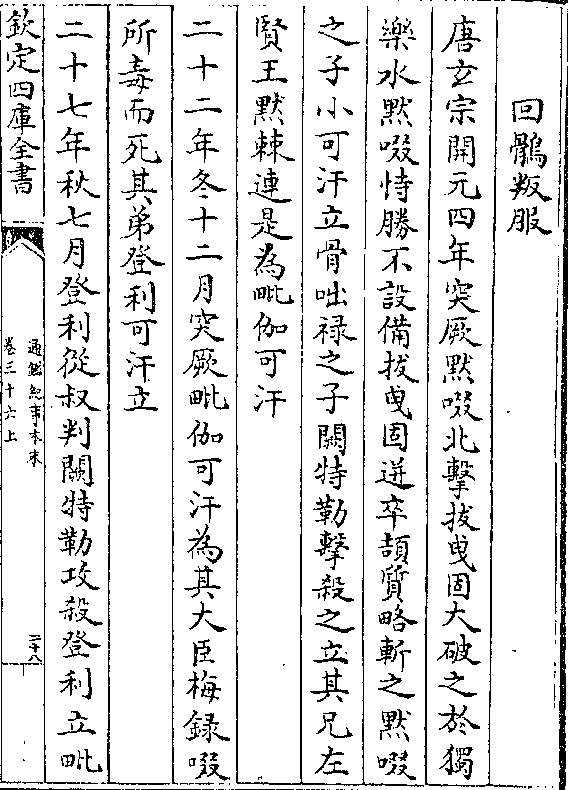 回鶻叛服
唐玄宗開元四年突厥默啜北擊拔曳固大破之於獨
樂水默啜恃勝不設備拔曳固迸卒頡質略斬之默啜
之子小可汗立骨咄禄之子闕特勒擊殺之立其兄左
賢王默棘連是為毗伽可汗
二十二年冬十二月突厥毗伽可汗為其大臣梅録啜
所毒而死其弟登利可汗立
二十七年秋七月登利從叔判闕特勒攻殺登利立毗
欽定四庫全書
通鑑紀事本末
卷三十六上
二十八